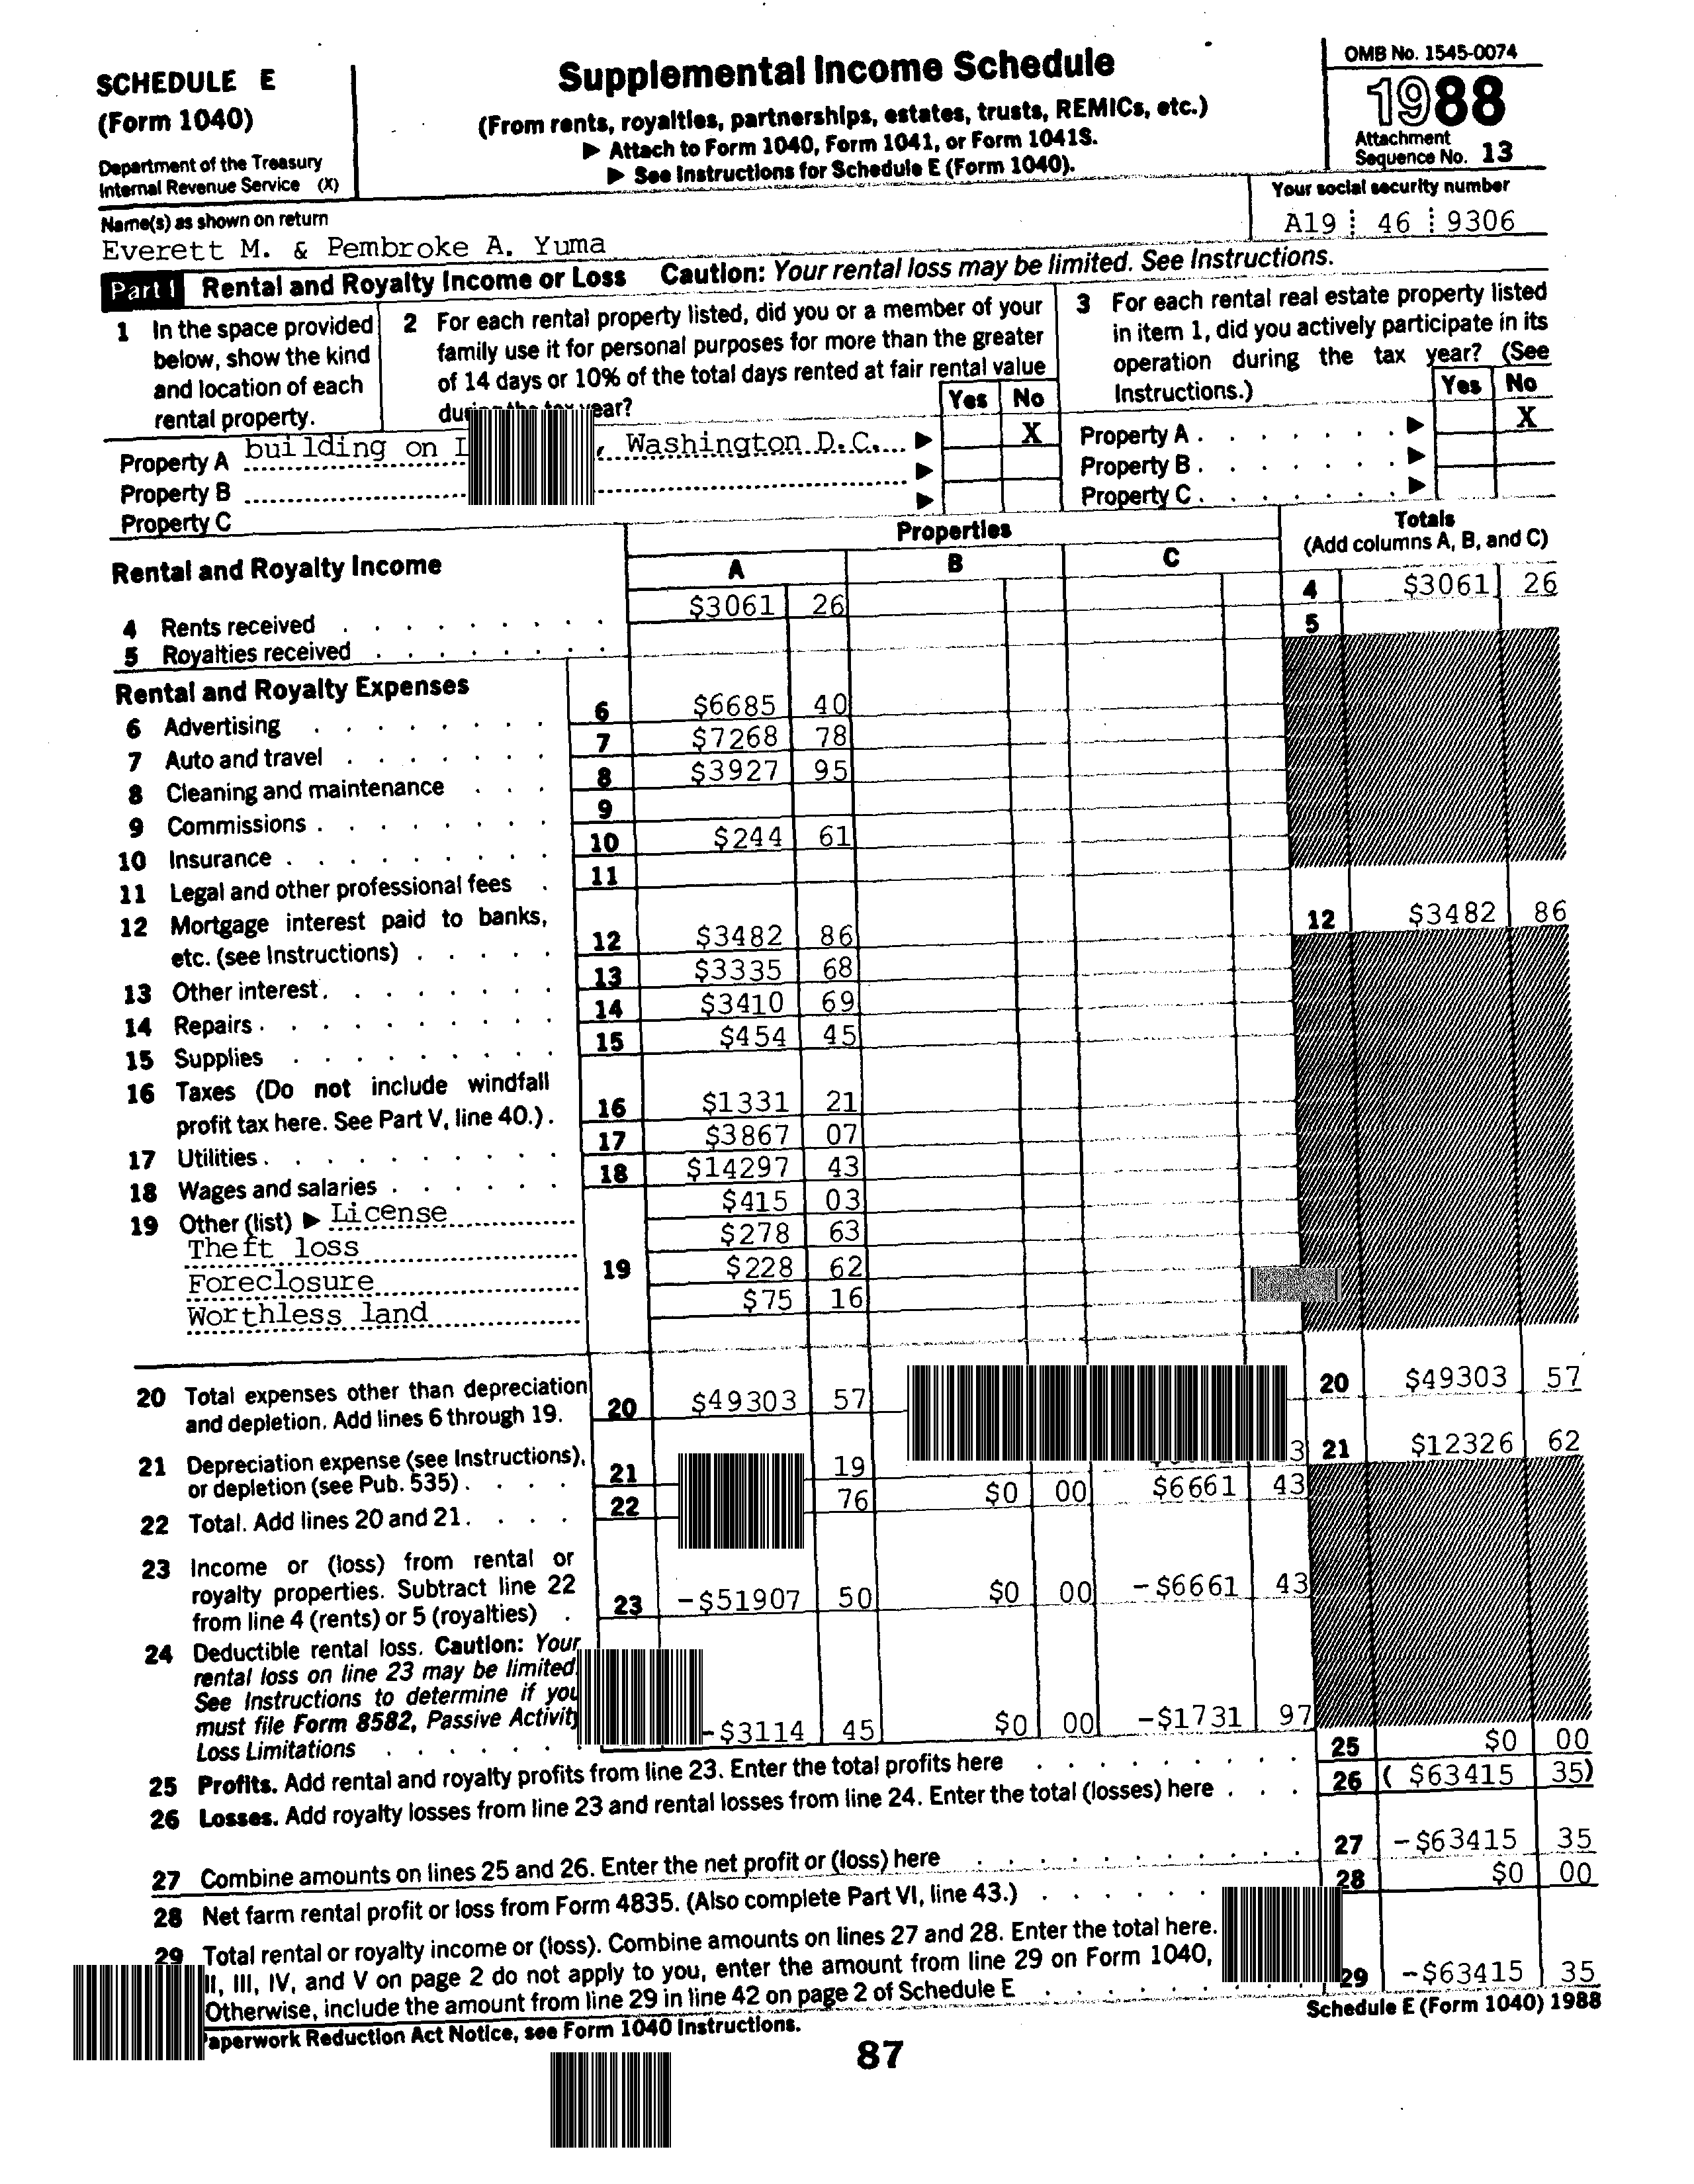 SCHEDULE E
(Form 1040)
Department of the Treasury
Internal Revenue Service (X)
Supplemental Income Schedule
(From rents, royalties, partnerships, estates, trusts, REMICs, etc.)
▶ Attach to Form 1040, Form 1041, or Form 1041S.
▶ See Instructions for Schedule E (Form 1040).
OMB No. 1545-0074
1988
Attachment
Sequence No. 13
Name(s) as shown on return
Everett M. & Pembroke A. Yuma
Your social security number
A19 46 9306
Part I Rental and Royalty Income or Loss Caution: Your rental loss may be limited. See Instructions.
1 In the space provided
below, show the kind
and location of each
rental property.
2 For each rental property listed, did you or a member of your
family use it for personal purposes for more than the greater
of 14 days or 10% of the total days rented at fair rental value
year?
Yes No
3 For each rental real estate property listed
in item 1, did you actively participate in its
operation during the tax year? (See
Instructions.)
Yes No
Property A building on , Washington D.C. ▶ X
Property B ▶
Property C ▶
Property A . . . . . . . ▶ X
Property B . . . . . . . ▶
Property C . . . . . . . ▶
Rental and Royalty Income
Properties
A B C
Totals
(Add columns A, B, and C)
4 Rents received $3061 26 4 $3061 26
5 Royalties received 5
Rental and Royalty Expenses
6 Advertising 6 $6685 40
7 Auto and travel 7 $7268 78
8 Cleaning and maintenance 8 $3927 95
9 Commissions 9
10 Insurance 10 $244 61
11 Legal and other professional fees 11
12 Mortgage interest paid to banks,
etc. (see Instructions) 12 $3482 86 12 $3482 86
13 Other interest 13 $3335 68
14 Repairs 14 $3410 69
15 Supplies 15 $454 45
16 Taxes (Do not include windfall
profit tax here. See Part V, line 40.) 16 $1331 21
17 Utilities 17 $3867 07
18 Wages and salaries 18 $14297 43
19 Other (list) ▶ License $415 03
Theft loss $278 63
Foreclosure 19 $228 62
Worthless land $75 16
20 Total expenses other than depreciation
and depletion. Add lines 6 through 19. 20 $49303 57 20 $49303 57
21 Depreciation expense (see Instructions),
or depletion (see Pub. 535) 21 19 3 21 $12326 62
22 Total. Add lines 20 and 21. 22 76 $0 00 $6661 43
23 Income or (loss) from rental or
royalty properties. Subtract line 22
from line 4 (rents) or 5 (royalties) 23 -$51907 50 $0 00 -$6661 43
24 Deductible rental loss. Caution: Your
rental loss on line 23 may be limited
See Instructions to determine if you
must file Form 8582, Passive Activity
Loss Limitations -$3114 45 $0 00 -$1731 97
25 Profits. Add rental and royalty profits from line 23. Enter the total profits here 25 $0 00
26 Losses. Add royalty losses from line 23 and rental losses from line 24. Enter the total (losses) here 26 ( $63415 35)
27 Combine amounts on lines 25 and 26. Enter the net profit or (loss) here 27 -$63415 35
28 Net farm rental profit or loss from Form 4835. (Also complete Part VI, line 43.) 28 $0 00
29 Total rental or royalty income or (loss). Combine amounts on lines 27 and 28. Enter the total here.
II, III, IV, and V on page 2 do not apply to you, enter the amount from line 29 on Form 1040,
Otherwise, include the amount from line 29 in line 42 on page 2 of Schedule E 29 -$63415 35
Paperwork Reduction Act Notice, see Form 1040 Instructions.
Schedule E (Form 1040) 1988
87